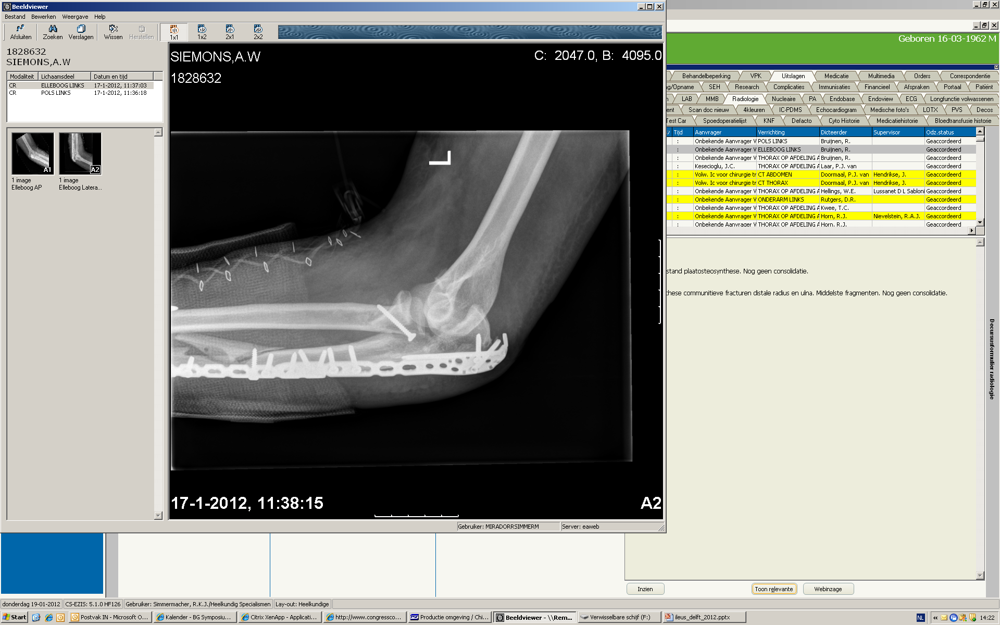 Beeldviewer
Bestand Bewerken Weergave Help
Afsluiten Zoeken Verslagen Wissen Herstellen 1x1 1x2 2x1 2x2
1828632
SIEMONS,A.W
Modaliteit Lichaamsdeel Datum en tijd
CR ELLEBOOG LINKS 17-1-2012, 11:37:03
CR POLS LINKS 17-1-2012, 11:36:18
A1 A2
1 image 1 image
Elleboog AP Elleboog Latera...
SIEMONS,A.W C: 2047.0, B: 4095.0
1828632
17-1-2012, 11:38:15 A2
Gebruiker: MIRADORRSIMMERM Server: eaweb
Geboren 16-03-1962 M
Behandelbeperking VPK Uitslagen Medicatie Multimedia Orders Correspondentie
g/Opname SEH Research Complicaties Immunisaties Financieel Afspraken Portaal Patiënt
LAB MMB Radiologie Nucleaire PA Endobase Endoview ECG Longfunctie volwassenen
ent Scan doc nieuw 4kleuren IC-PDMS Echocardiogram Medische foto's LOTX PVS Decos
Test Car Spoedoperatielijst KNF Defacto Cyto Historie Medicatiehistorie Bloedtransfusie historie
Tijd Aanvrager Verrichting Dicteerder Supervisor Odz.status
: Onbekende Aanvrager V POLS LINKS Bruijnen, R. Geaccordeerd
: Onbekende Aanvrager V ELLEBOOG LINKS Bruijnen, R. Geaccordeerd
: Onbekende Aanvrager V THORAX OP AFDELING A Bruijnen, R. Geaccordeerd
: Kesecioglu, J.C. THORAX OP AFDELING A Laar, P.J. van Geaccordeerd
: Volw. Ic voor chirurgie tr CT ABDOMEN Doormaal, P.J. van Hendrikse, J. Geaccordeerd
: Volw. Ic voor chirurgie tr CT THORAX Doormaal, P.J. van Hendrikse, J. Geaccordeerd
: Onbekende Aanvrager V THORAX OP AFDELING A Hellings, W.E. Lussanet D L Sabloni Geaccordeerd
: Onbekende Aanvrager V ONDERARM LINKS Rutgers, D.R. Geaccordeerd
: Onbekende Aanvrager V THORAX OP AFDELING A Kwee, T.C. Geaccordeerd
: Onbekende Aanvrager V THORAX OP AFDELING A Horn, R.J. Nievelstein, R.A.J. Geaccordeerd
: Onbekende Aanvrager V THORAX OP AFDELING A Horn, R.J. Geaccordeerd
stand plaatosteosynthese. Nog geen consolidatie.
these communitieve fracturen distale radius en ulna. Middelste fragmenten. Nog geen consolidatie.
Decursusformulier radiologie
Inzien Toon relevante Webinzage
donderdag 19-01-2012 CS-EZIS: 5.1.0 HF126 Gebruiker: Simmermacher, R.K.J./Heelkundig Specialismen Lay-out: Heelkundige
Start Postvak IN - Microsoft O... Kalender - BG Symposiu... Citrix XenApp - Applicati... http://www.congressco... Productie omgeving / Chi... Beeldviewer - \\Rem... Verwisselbare schijf (F:) ileus_delft_2012.pptx NL « 14:22